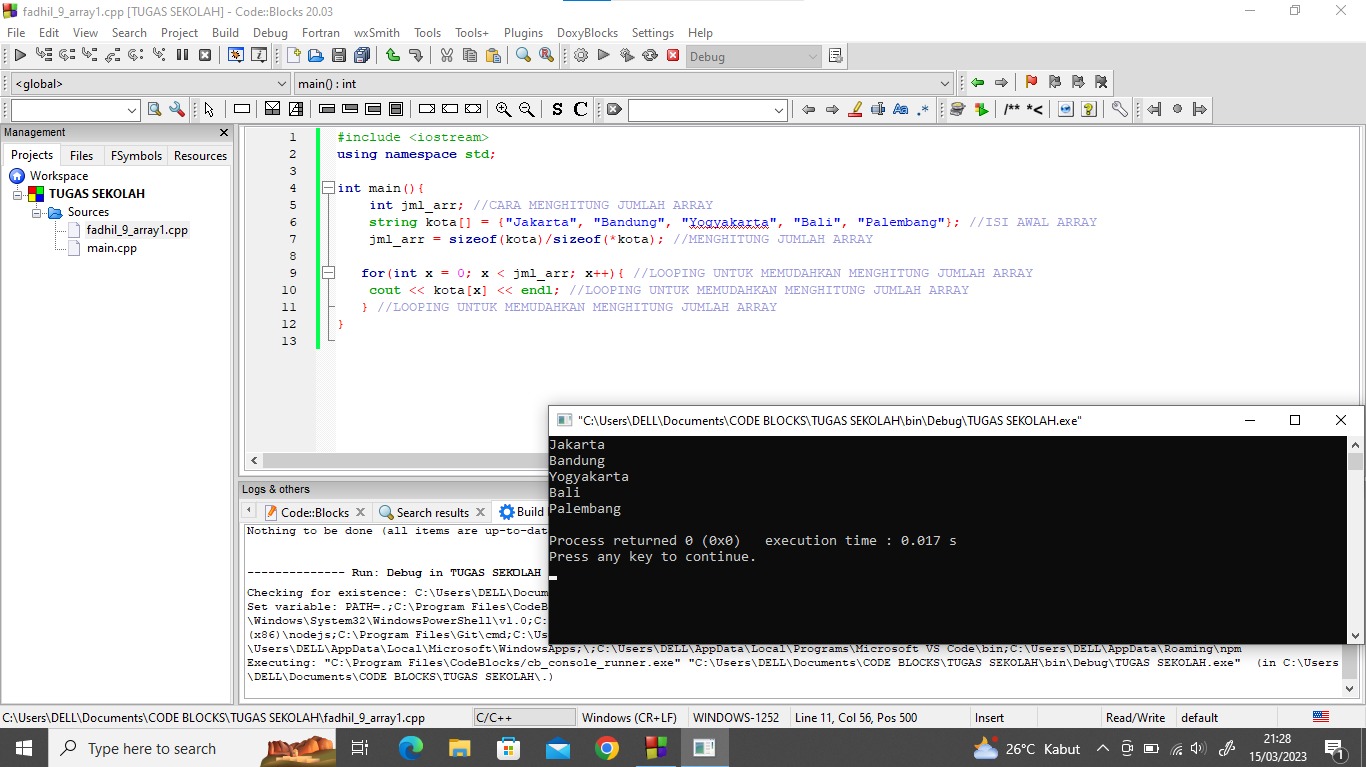 fadhil_9_array1.cpp [TUGAS SEKOLAH] - Code::Blocks 20.03
File Edit View Search Project Build Debug Fortran wxSmith Tools Tools+ Plugins DoxyBlocks Settings Help
Debug
<global> main() : int
S C /** *<
Management
Projects Files FSymbols Resources
Workspace
TUGAS SEKOLAH
Sources
fadhil_9_array1.cpp
main.cpp
1 #include <iostream>
2 using namespace std;
3
4 int main(){
5 int jml_arr; //CARA MENGHITUNG JUMLAH ARRAY
6 string kota[] = {"Jakarta", "Bandung", "Yogyakarta", "Bali", "Palembang"}; //ISI AWAL ARRAY
7 jml_arr = sizeof(kota)/sizeof(*kota); //MENGHITUNG JUMLAH ARRAY
8
9 for(int x = 0; x < jml_arr; x++){ //LOOPING UNTUK MEMUDAHKAN MENGHITUNG JUMLAH ARRAY
10 cout << kota[x] << endl; //LOOPING UNTUK MEMUDAHKAN MENGHITUNG JUMLAH ARRAY
11 } //LOOPING UNTUK MEMUDAHKAN MENGHITUNG JUMLAH ARRAY
12 }
13
"C:\Users\DELL\Documents\CODE BLOCKS\TUGAS SEKOLAH\bin\Debug\TUGAS SEKOLAH.exe"
Jakarta
Bandung
Yogyakarta
Bali
Palembang
Process returned 0 (0x0) execution time : 0.017 s
Press any key to continue.
Logs & others
Code::Blocks Search results Build
Nothing to be done (all items are up-to-dat
-------------- Run: Debug in TUGAS SEKOLAH
Checking for existence: C:\Users\DELL\Docum
Set variable: PATH=.;C:\Program Files\CodeB
\Windows\System32\WindowsPowerShell\v1.0;C:
(x86)\nodejs;C:\Program Files\Git\cmd;C:\Us
\Users\DELL\AppData\Local\Microsoft\WindowsApps;\;C:\Users\DELL\AppData\Local\Programs\Microsoft VS Code\bin;C:\Users\DELL\AppData\Roaming\npm
Executing: "C:\Program Files\CodeBlocks/cb_console_runner.exe" "C:\Users\DELL\Documents\CODE BLOCKS\TUGAS SEKOLAH\bin\Debug\TUGAS SEKOLAH.exe" (in C:\Users
\DELL\Documents\CODE BLOCKS\TUGAS SEKOLAH\.)
C:\Users\DELL\Documents\CODE BLOCKS\TUGAS SEKOLAH\fadhil_9_array1.cpp C/C++ Windows (CR+LF) WINDOWS-1252 Line 11, Col 56, Pos 500 Insert Read/Write default
Type here to search 26°C Kabut 21:28
15/03/2023 1